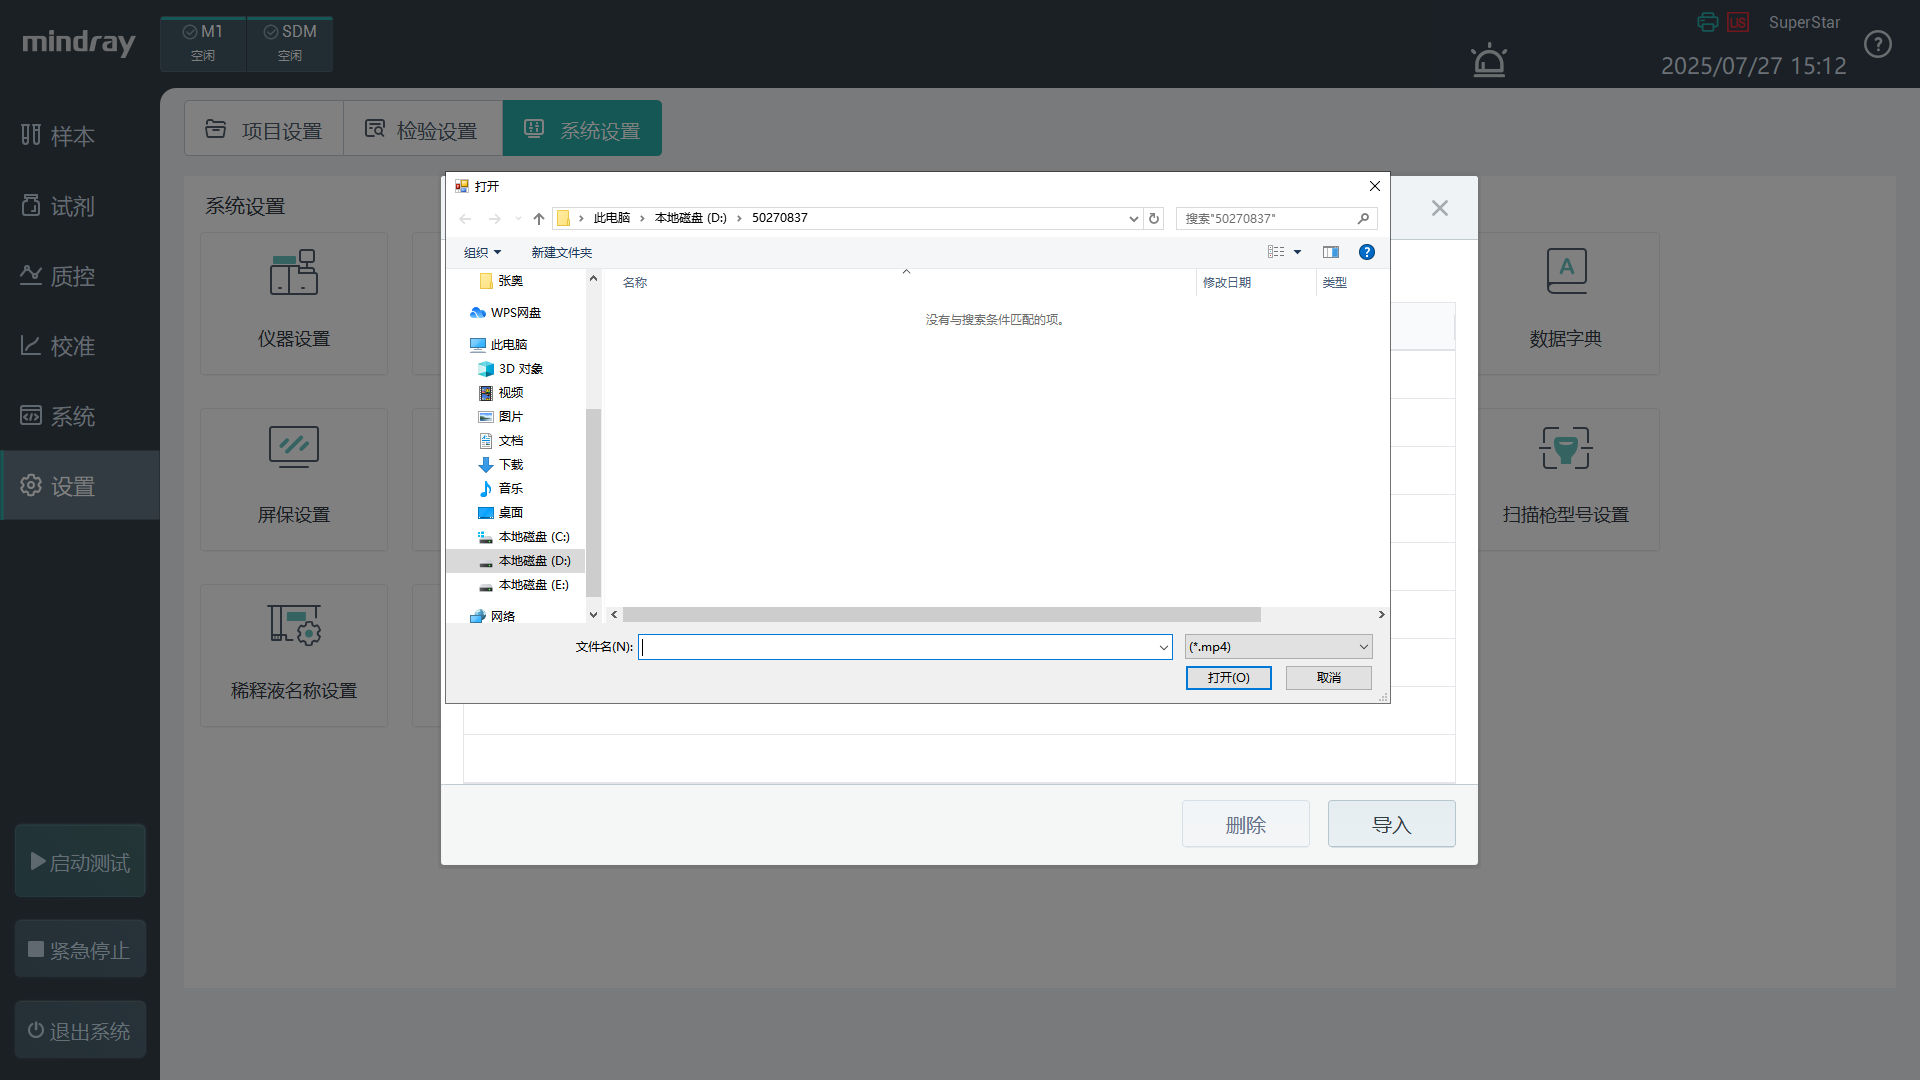 mindray
M1
空闲
SDM
空闲
LIS
SuperStar
2025/07/27 15:12
?
样本
试剂
质控
校准
系统
设置
启动测试
紧急停止
退出系统
项目设置
检验设置
系统设置
系统设置
仪器设置
屏保设置
稀释液名称设置
A
数据字典
扫描枪型号设置
打开
此电脑 › 本地磁盘 (D:) › 50270837
搜索"50270837"
组织
新建文件夹
?
张奥
WPS网盘
此电脑
3D 对象
视频
图片
文档
下载
音乐
桌面
本地磁盘 (C:)
本地磁盘 (D:)
本地磁盘 (E:)
网络
名称
修改日期
类型
没有与搜索条件匹配的项。
文件名(N):
(*.mp4)
打开(O)
取消
删除
导入